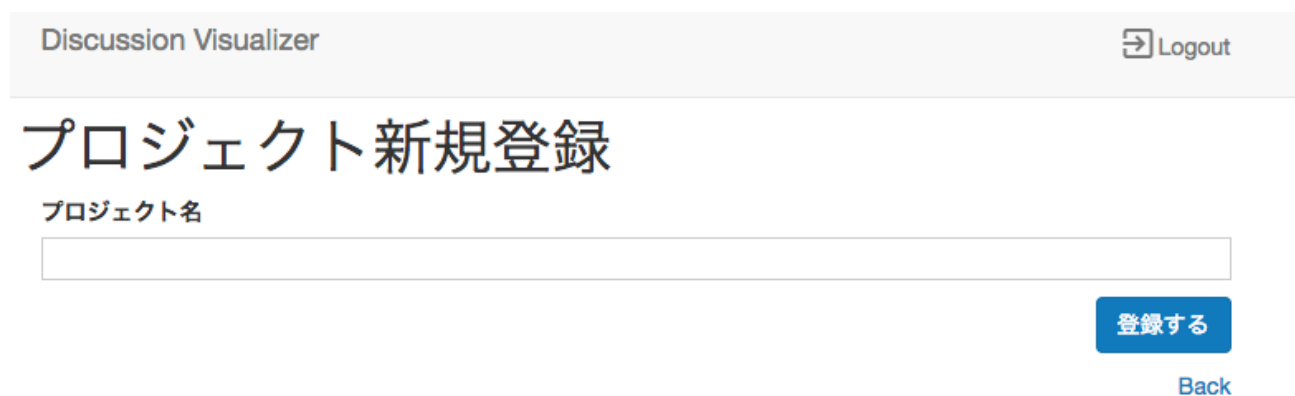 Discussion Visualizer
Logout
プロジェクト新規登録
プロジェクト名
登録する
Back